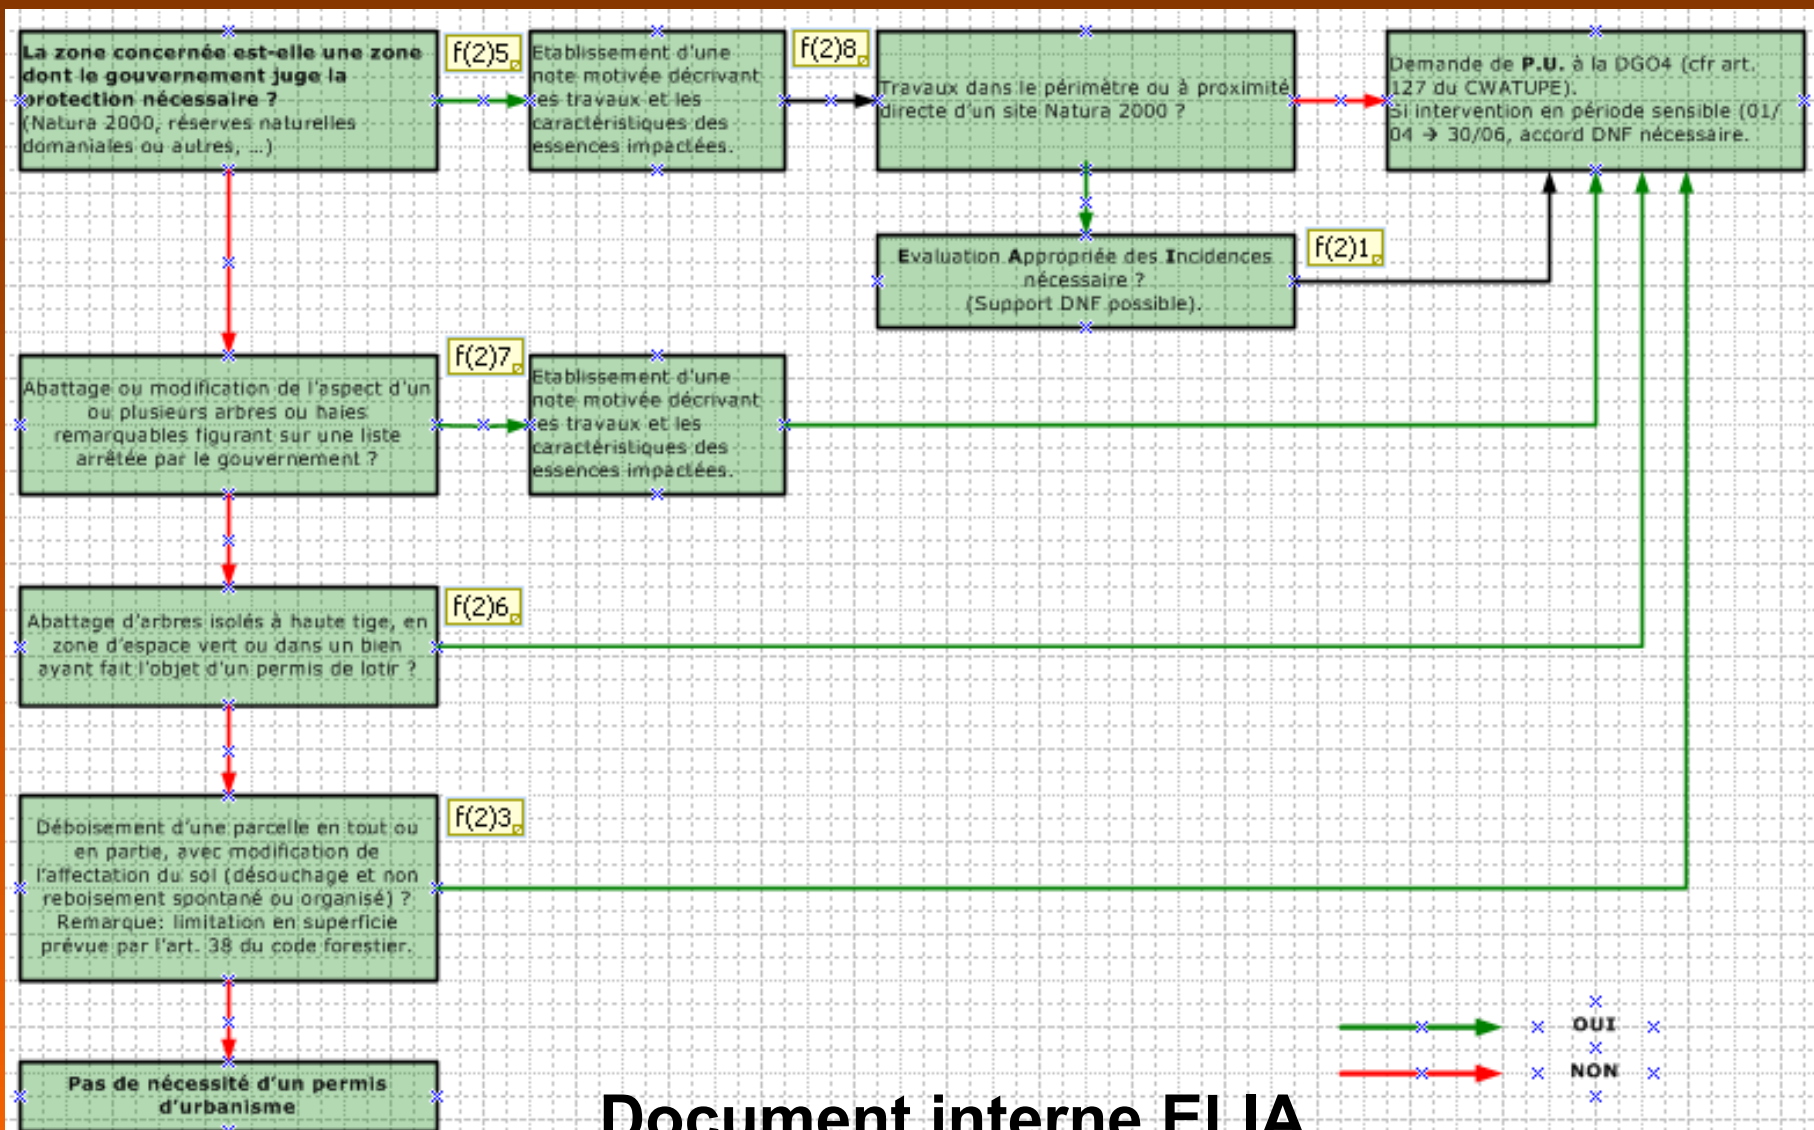 La zone concernée est-elle une zone
dont le gouvernement juge la
protection nécessaire ?
(Natura 2000, réserves naturelles
domaniales ou autres, ...)
f(2)5
Etablissement d'une
note motivée décrivant
les travaux et les
caractéristiques des
essences impactées.
f(2)8
Travaux dans le périmètre ou à proximité
directe d'un site Natura 2000 ?
Demande de P.U. à la DGO4 (cfr art.
127 du CWATUPE).
Si intervention en période sensible (01/
04 → 30/06, accord DNF nécessaire.
Evaluation Appropriée des Incidences
nécessaire ?
(Support DNF possible).
f(2)1
Abattage ou modification de l'aspect d'un
ou plusieurs arbres ou haies
remarquables figurant sur une liste
arrêtée par le gouvernement ?
f(2)7
Etablissement d'une
note motivée décrivant
les travaux et les
caractéristiques des
essences impactées.
Abattage d'arbres isolés à haute tige, en
zone d'espace vert ou dans un bien
ayant fait l'objet d'un permis de lotir ?
f(2)6
Déboisement d'une parcelle en tout ou
en partie, avec modification de
l'affectation du sol (désouchage et non
reboisement spontané ou organisé) ?
Remarque: limitation en superficie
prévue par l'art. 38 du code forestier.
f(2)3
Pas de nécessité d'un permis
d'urbanisme
OUI
NON
Document interne ELIA